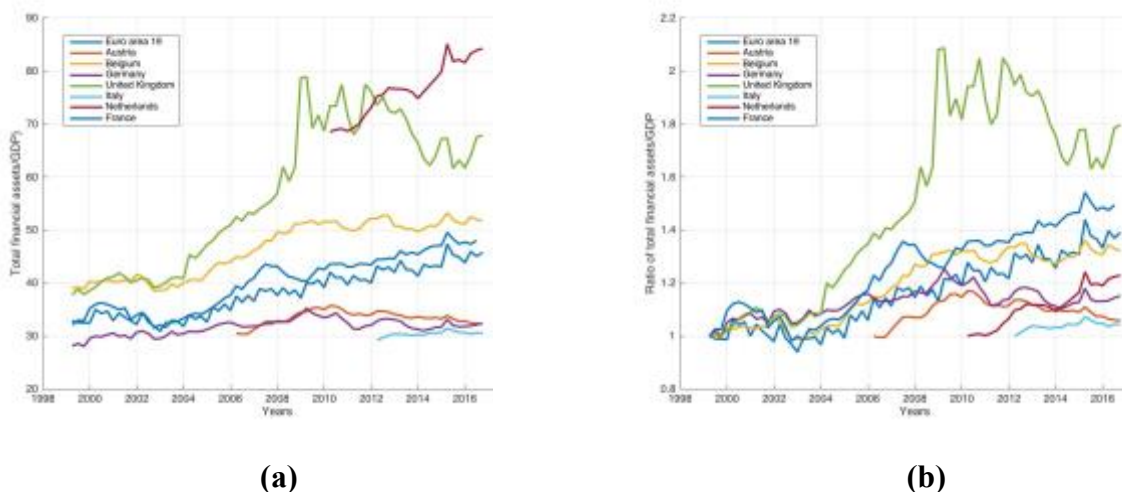 90
80
70
60
50
40
30
20
Total financial assets/GDP)
Euro area 19
Austria
Belgium
Germany
United Kingdom
Italy
Netherlands
France
1998 2000 2002 2004 2006 2008 2010 2012 2014 2016
Years
(a)
2.2
2
1.8
1.6
1.4
1.2
1
0.8
Ratio of total financial assets/GDP
Euro area 19
Austria
Belgium
Germany
United Kingdom
Italy
Netherlands
France
1998 2000 2002 2004 2006 2008 2010 2012 2014 2016
Years
(b)